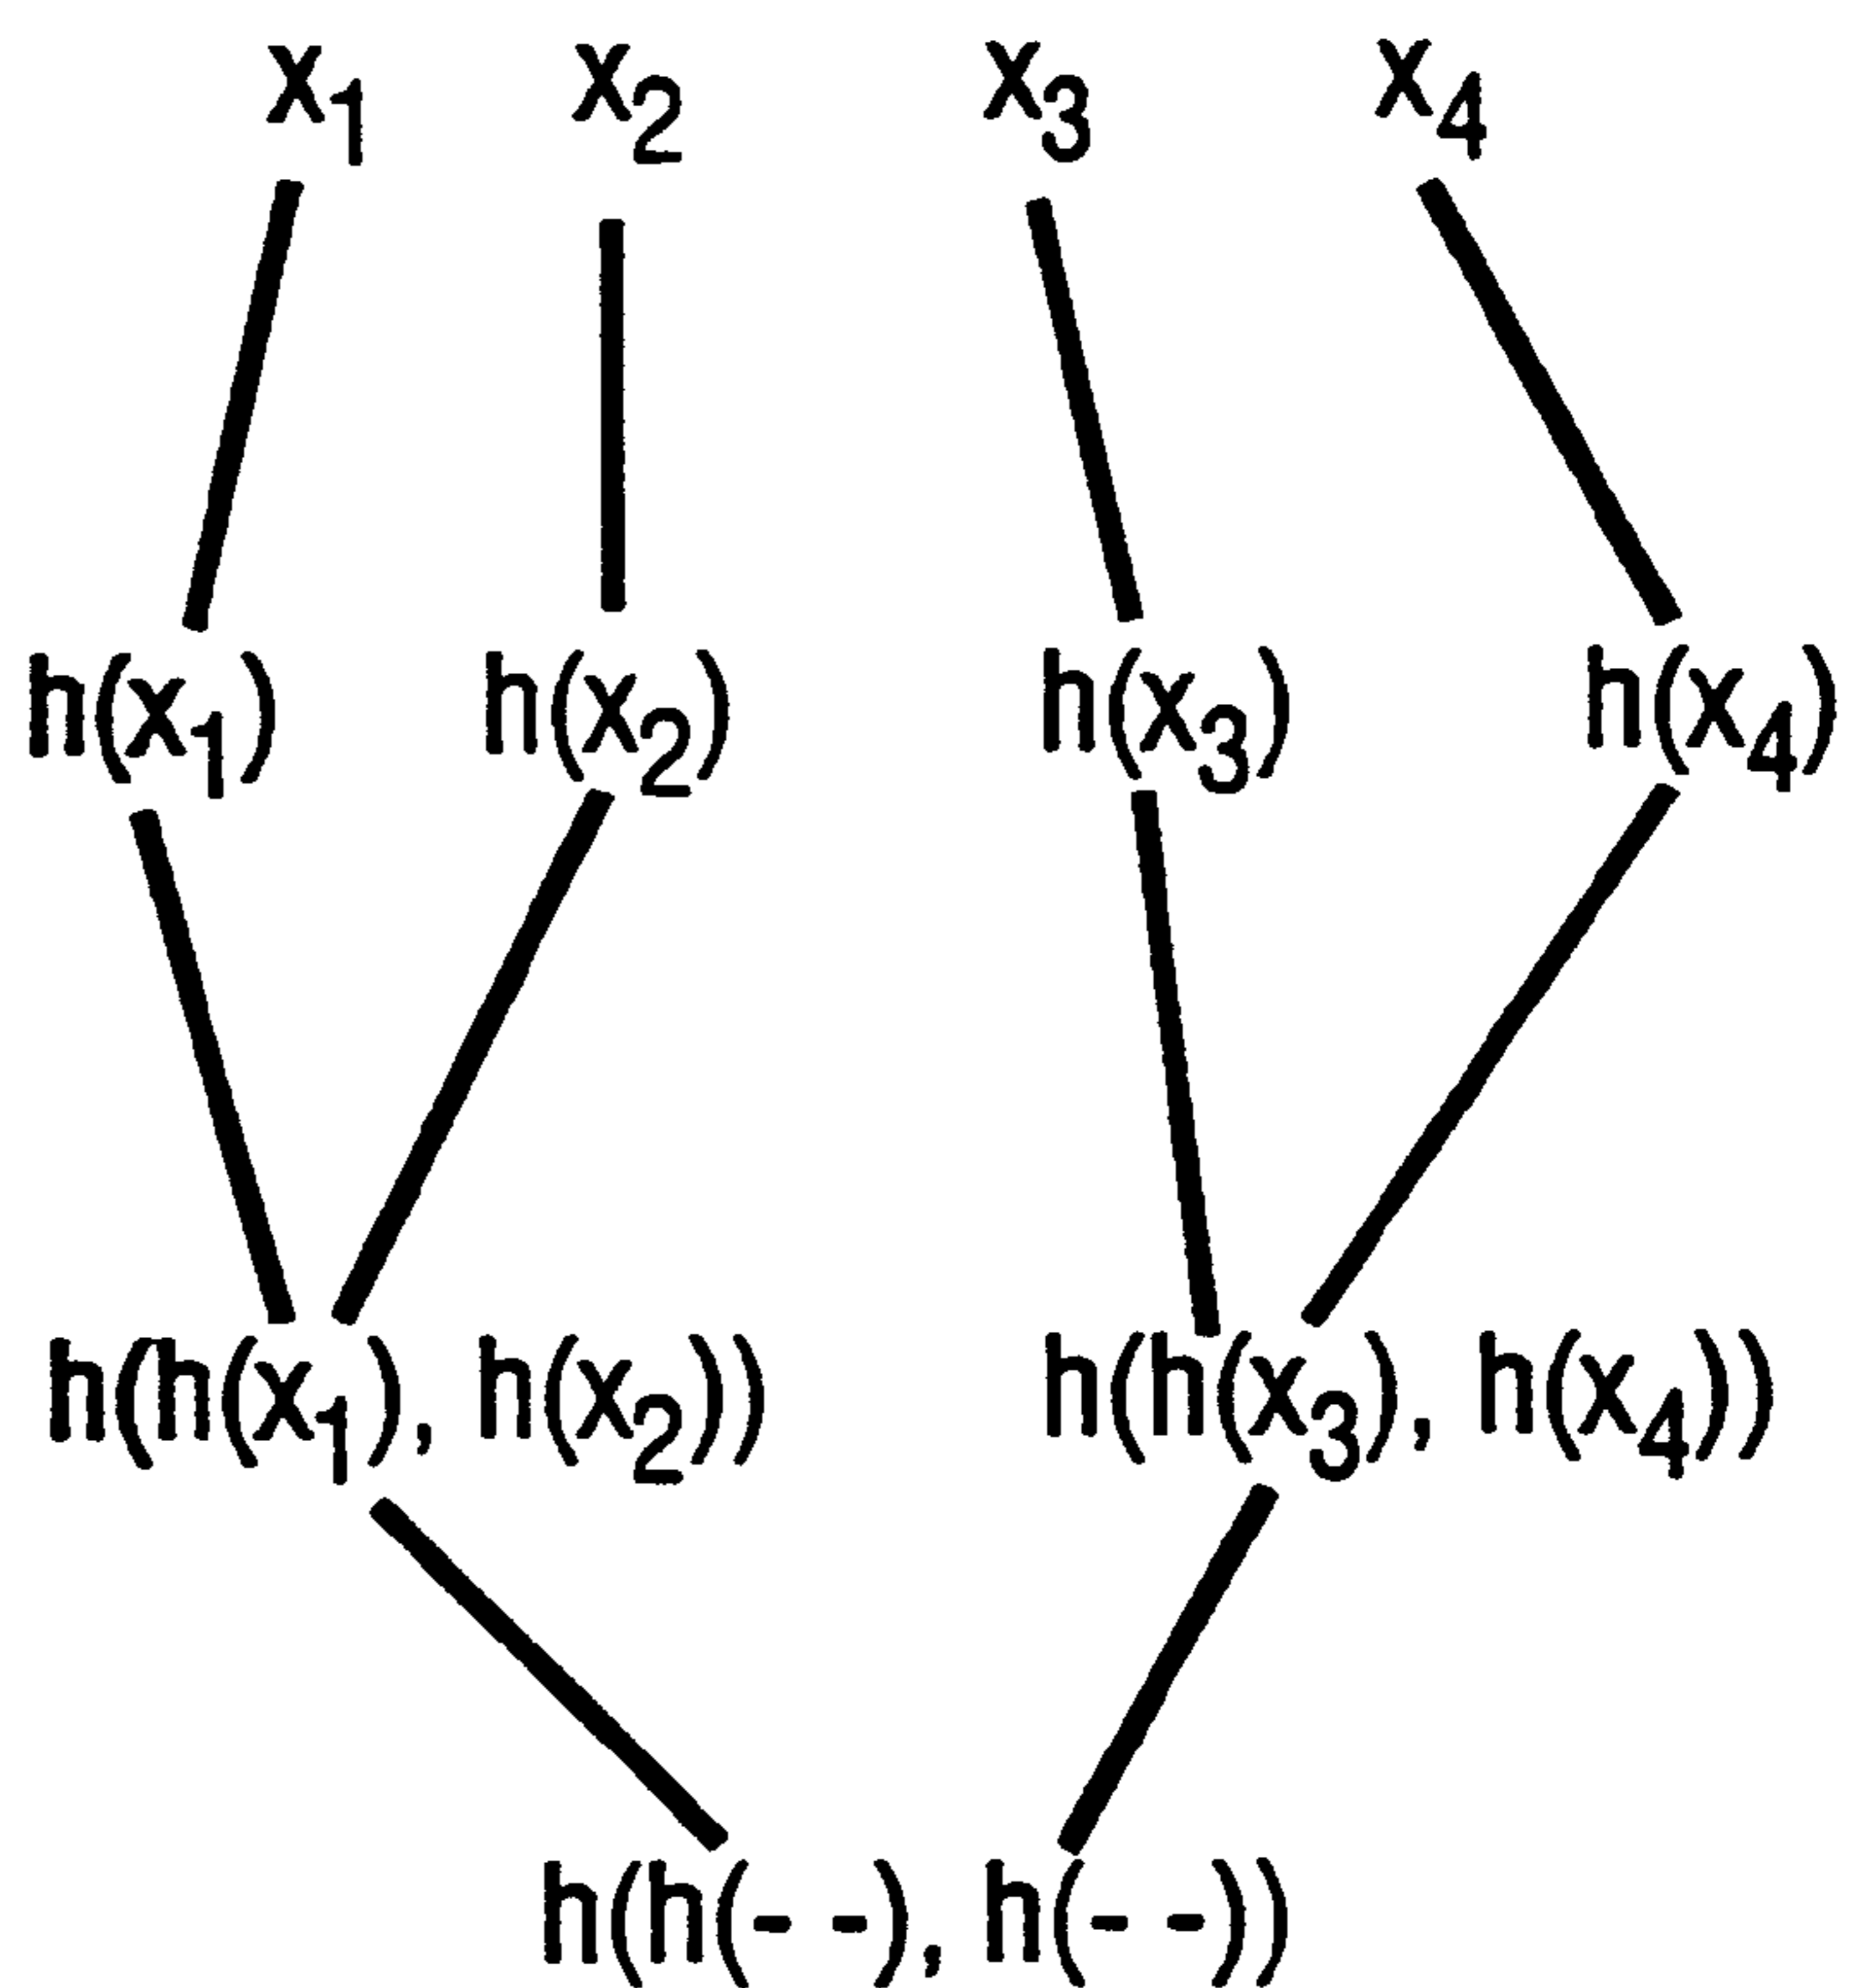 x₁ x₂ x₃ x₄
h(x₁) h(x₂) h(x₃) h(x₄)
h(h(x₁), h(x₂)) h(h(x₃), h(x₄))
h(h(- -), h(- -))